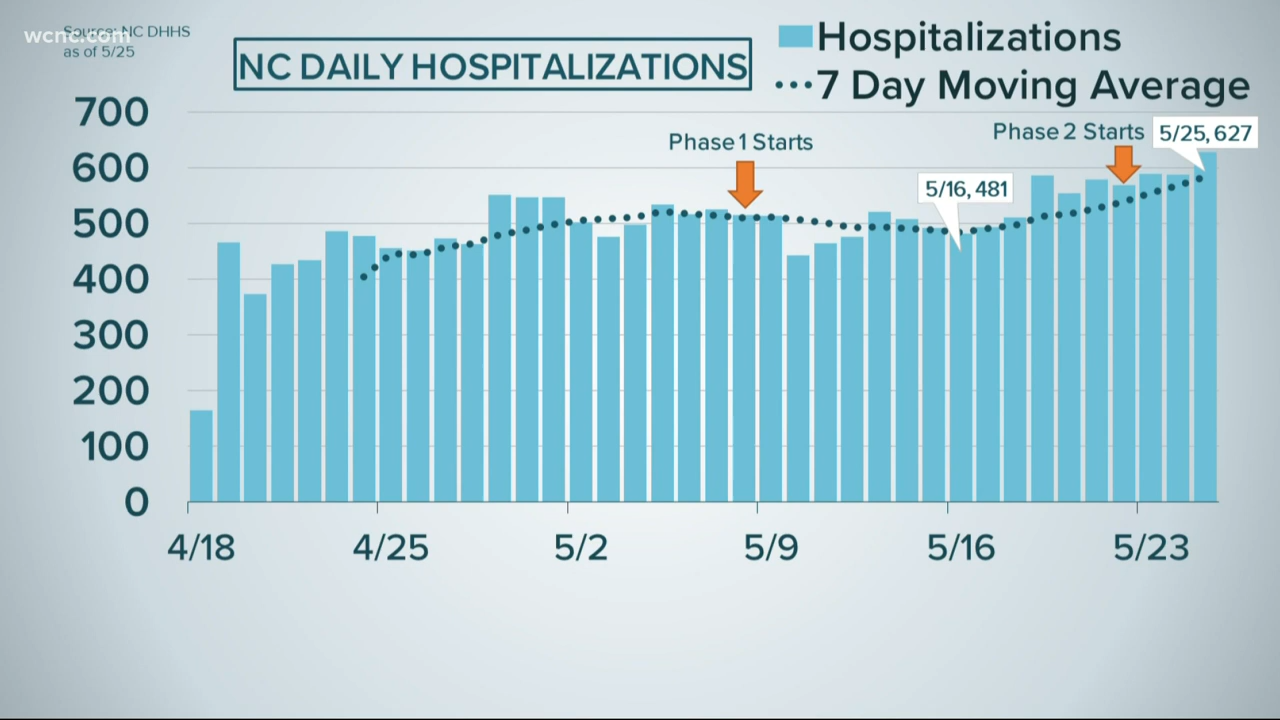 Source: NC DHHS
wcnc.com
as of 5/25
NC DAILY HOSPITALIZATIONS
Hospitalizations
7 Day Moving Average
700
600
500
400
300
200
100
0
Phase 1 Starts
Phase 2 Starts
5/25, 627
5/16, 481
4/18
4/25
5/2
5/9
5/16
5/23